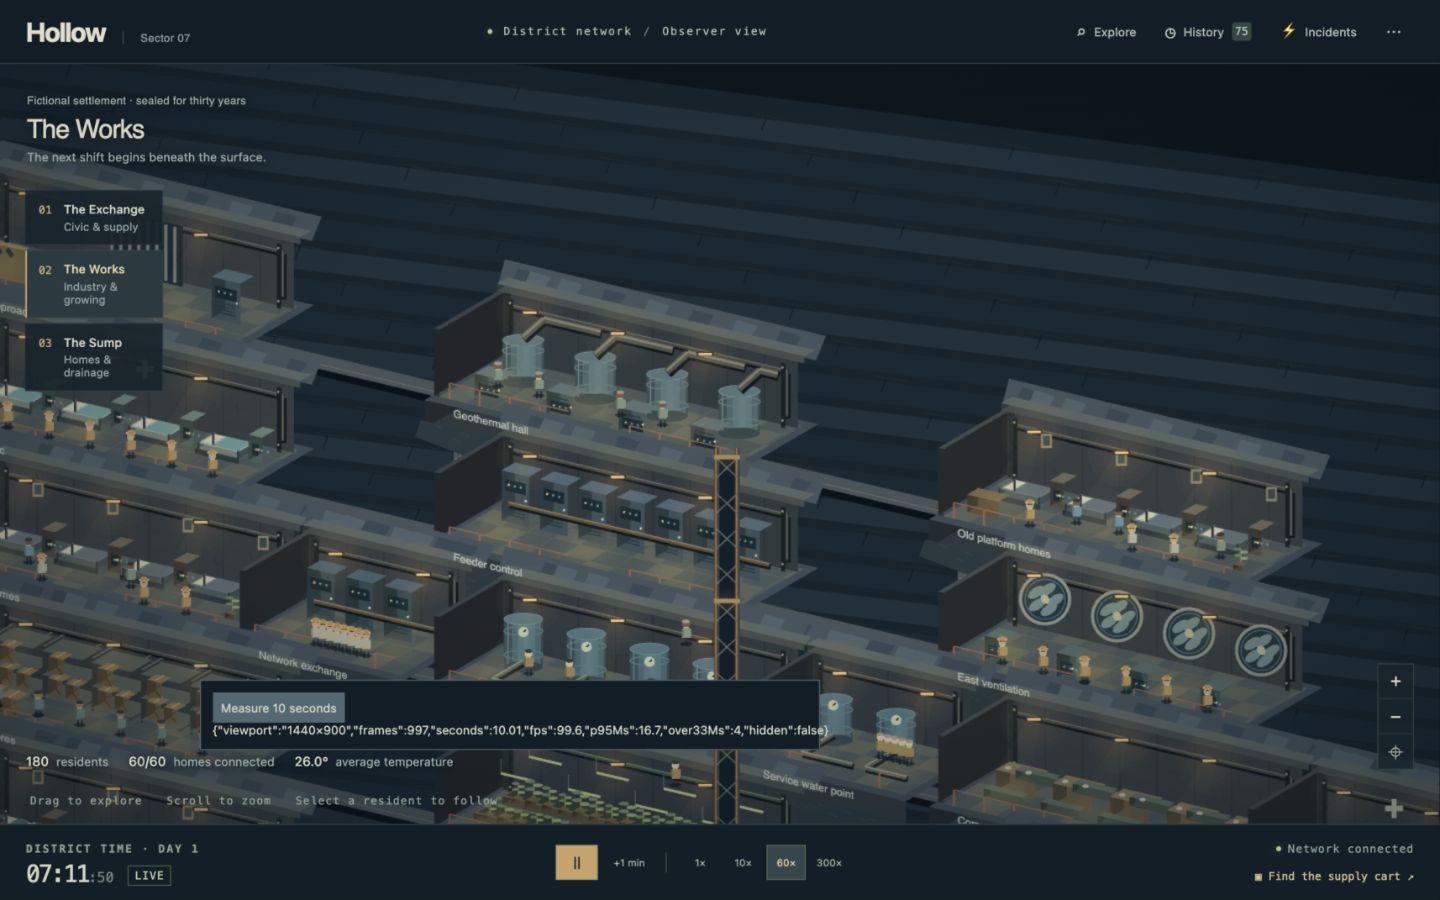 Hollow
Sector 07
District network / Observer view
Explore
History 75
Incidents
Fictional settlement · sealed for thirty years
The Works
The next shift begins beneath the surface.
01 The Exchange
Civic & supply
02 The Works
Industry &
growing
03 The Sump
Homes &
drainage
Geothermal hall
Feeder control
Old platform homes
Network exchange
East ventilation
Service water point
Measure 10 seconds
{"viewport":"1440×900","frames":997,"seconds":10.01,"fps":99.6,"p95Ms":16.7,"over33Ms":4,"hidden":false}
180 residents 60/60 homes connected 26.0° average temperature
Drag to explore Scroll to zoom Select a resident to follow
DISTRICT TIME · DAY 1
07:11:50 LIVE
+1 min 1× 10× 60× 300×
Network connected
Find the supply cart ↗